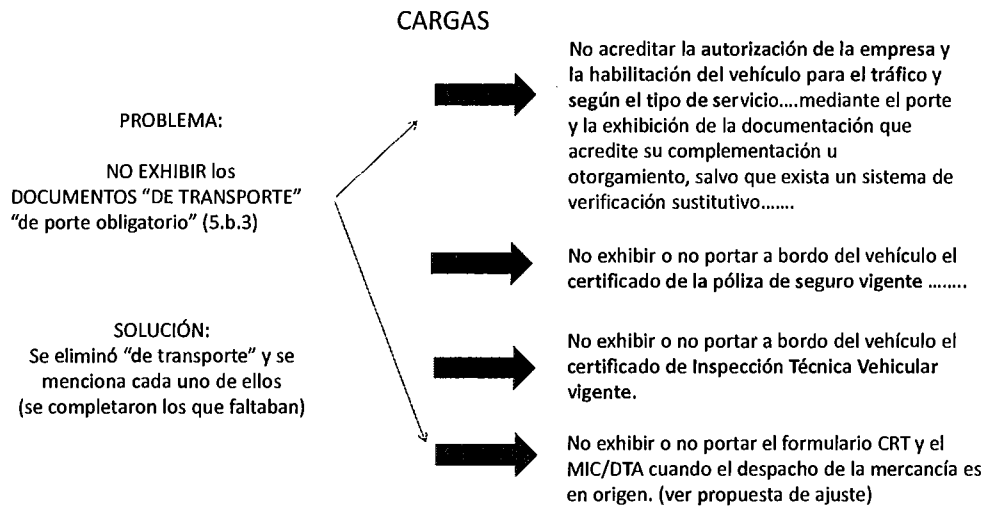 CARGAS
PROBLEMA:
NO EXHIBIR los
DOCUMENTOS "DE TRANSPORTE"
"de porte obligatorio" (5.b.3)
SOLUCIÓN:
Se eliminó "de transporte" y se
menciona cada uno de ellos
(se completaron los que faltaban)
No acreditar la autorización de la empresa y
la habilitación del vehículo para el tráfico y
según el tipo de servicio....mediante el porte
y la exhibición de la documentación que
acredite su complementación u
otorgamiento, salvo que exista un sistema de
verificación sustitutivo.......
No exhibir o no portar a bordo del vehículo el
certificado de la póliza de seguro vigente ........
No exhibir o no portar a bordo del vehículo el
certificado de Inspección Técnica Vehicular
vigente.
No exhibir o no portar el formulario CRT y el
MIC/DTA cuando el despacho de la mercancía es
en origen. (ver propuesta de ajuste)